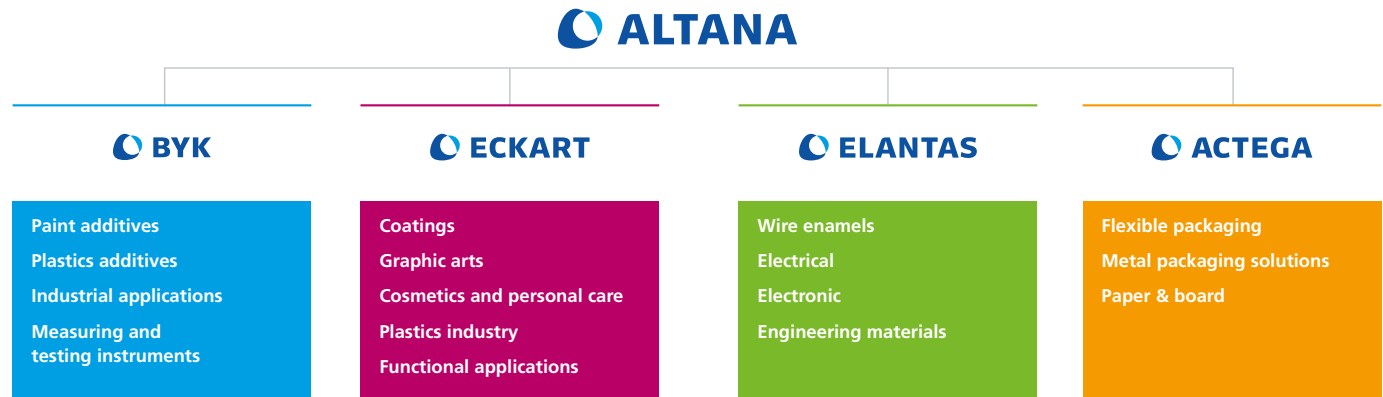 ALTANA
BYK
ECKART
ELANTAS
ACTEGA
Paint additives
Plastics additives
Industrial applications
Measuring and
testing instruments
Coatings
Graphic arts
Cosmetics and personal care
Plastics industry
Functional applications
Wire enamels
Electrical
Electronic
Engineering materials
Flexible packaging
Metal packaging solutions
Paper & board